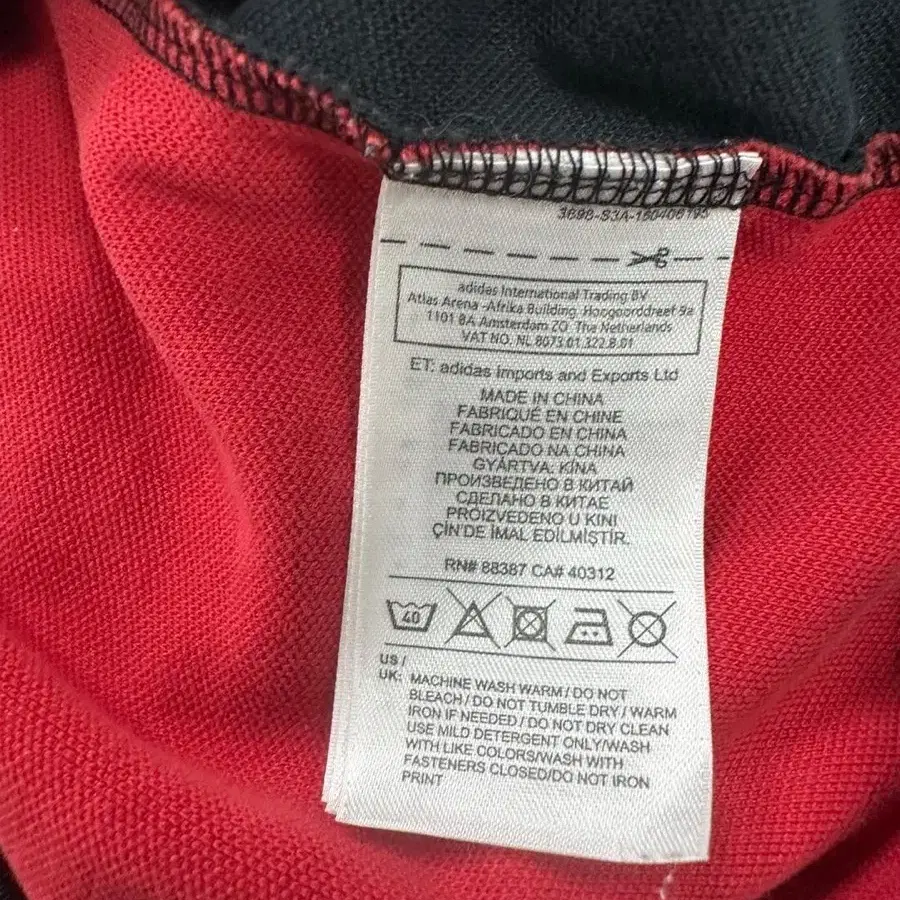 3698-S3A-160406195
adidas International Trading BV
Atlas Arena -Afrika Building, Hoogoorddreef 9a
1101 BA Amsterdam ZO The Netherlands
VAT NO. NL 8073.01.322.B.01
ET: adidas Imports and Exports Ltd
MADE IN CHINA
FABRIQUÉ EN CHINE
FABRICADO EN CHINA
FABRICADO NA CHINA
GYÁRTVA: KÍNA
ПРОИЗВЕДЕНО В КИТАЙ
СДЕЛАНО В КИТАЕ
PROIZVEDENO U KINI
ÇİN'DE İMAL EDİLMİŞTİR.
RN# 88387 CA# 40312
40
US /
UK: MACHINE WASH WARM / DO NOT
BLEACH / DO NOT TUMBLE DRY / WARM
IRON IF NEEDED / DO NOT DRY CLEAN
USE MILD DETERGENT ONLY/WASH
WITH LIKE COLORS/WASH WITH
FASTENERS CLOSED/DO NOT IRON
PRINT